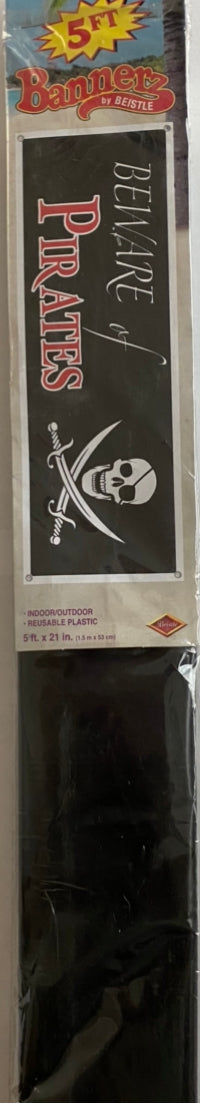 5FT
Bannerz
by BEISTLE
BEWARE of
PIRATES
· INDOOR/OUTDOOR
· REUSABLE PLASTIC
5 ft. x 21 in. (1.5 m x 53 cm)
Beistle